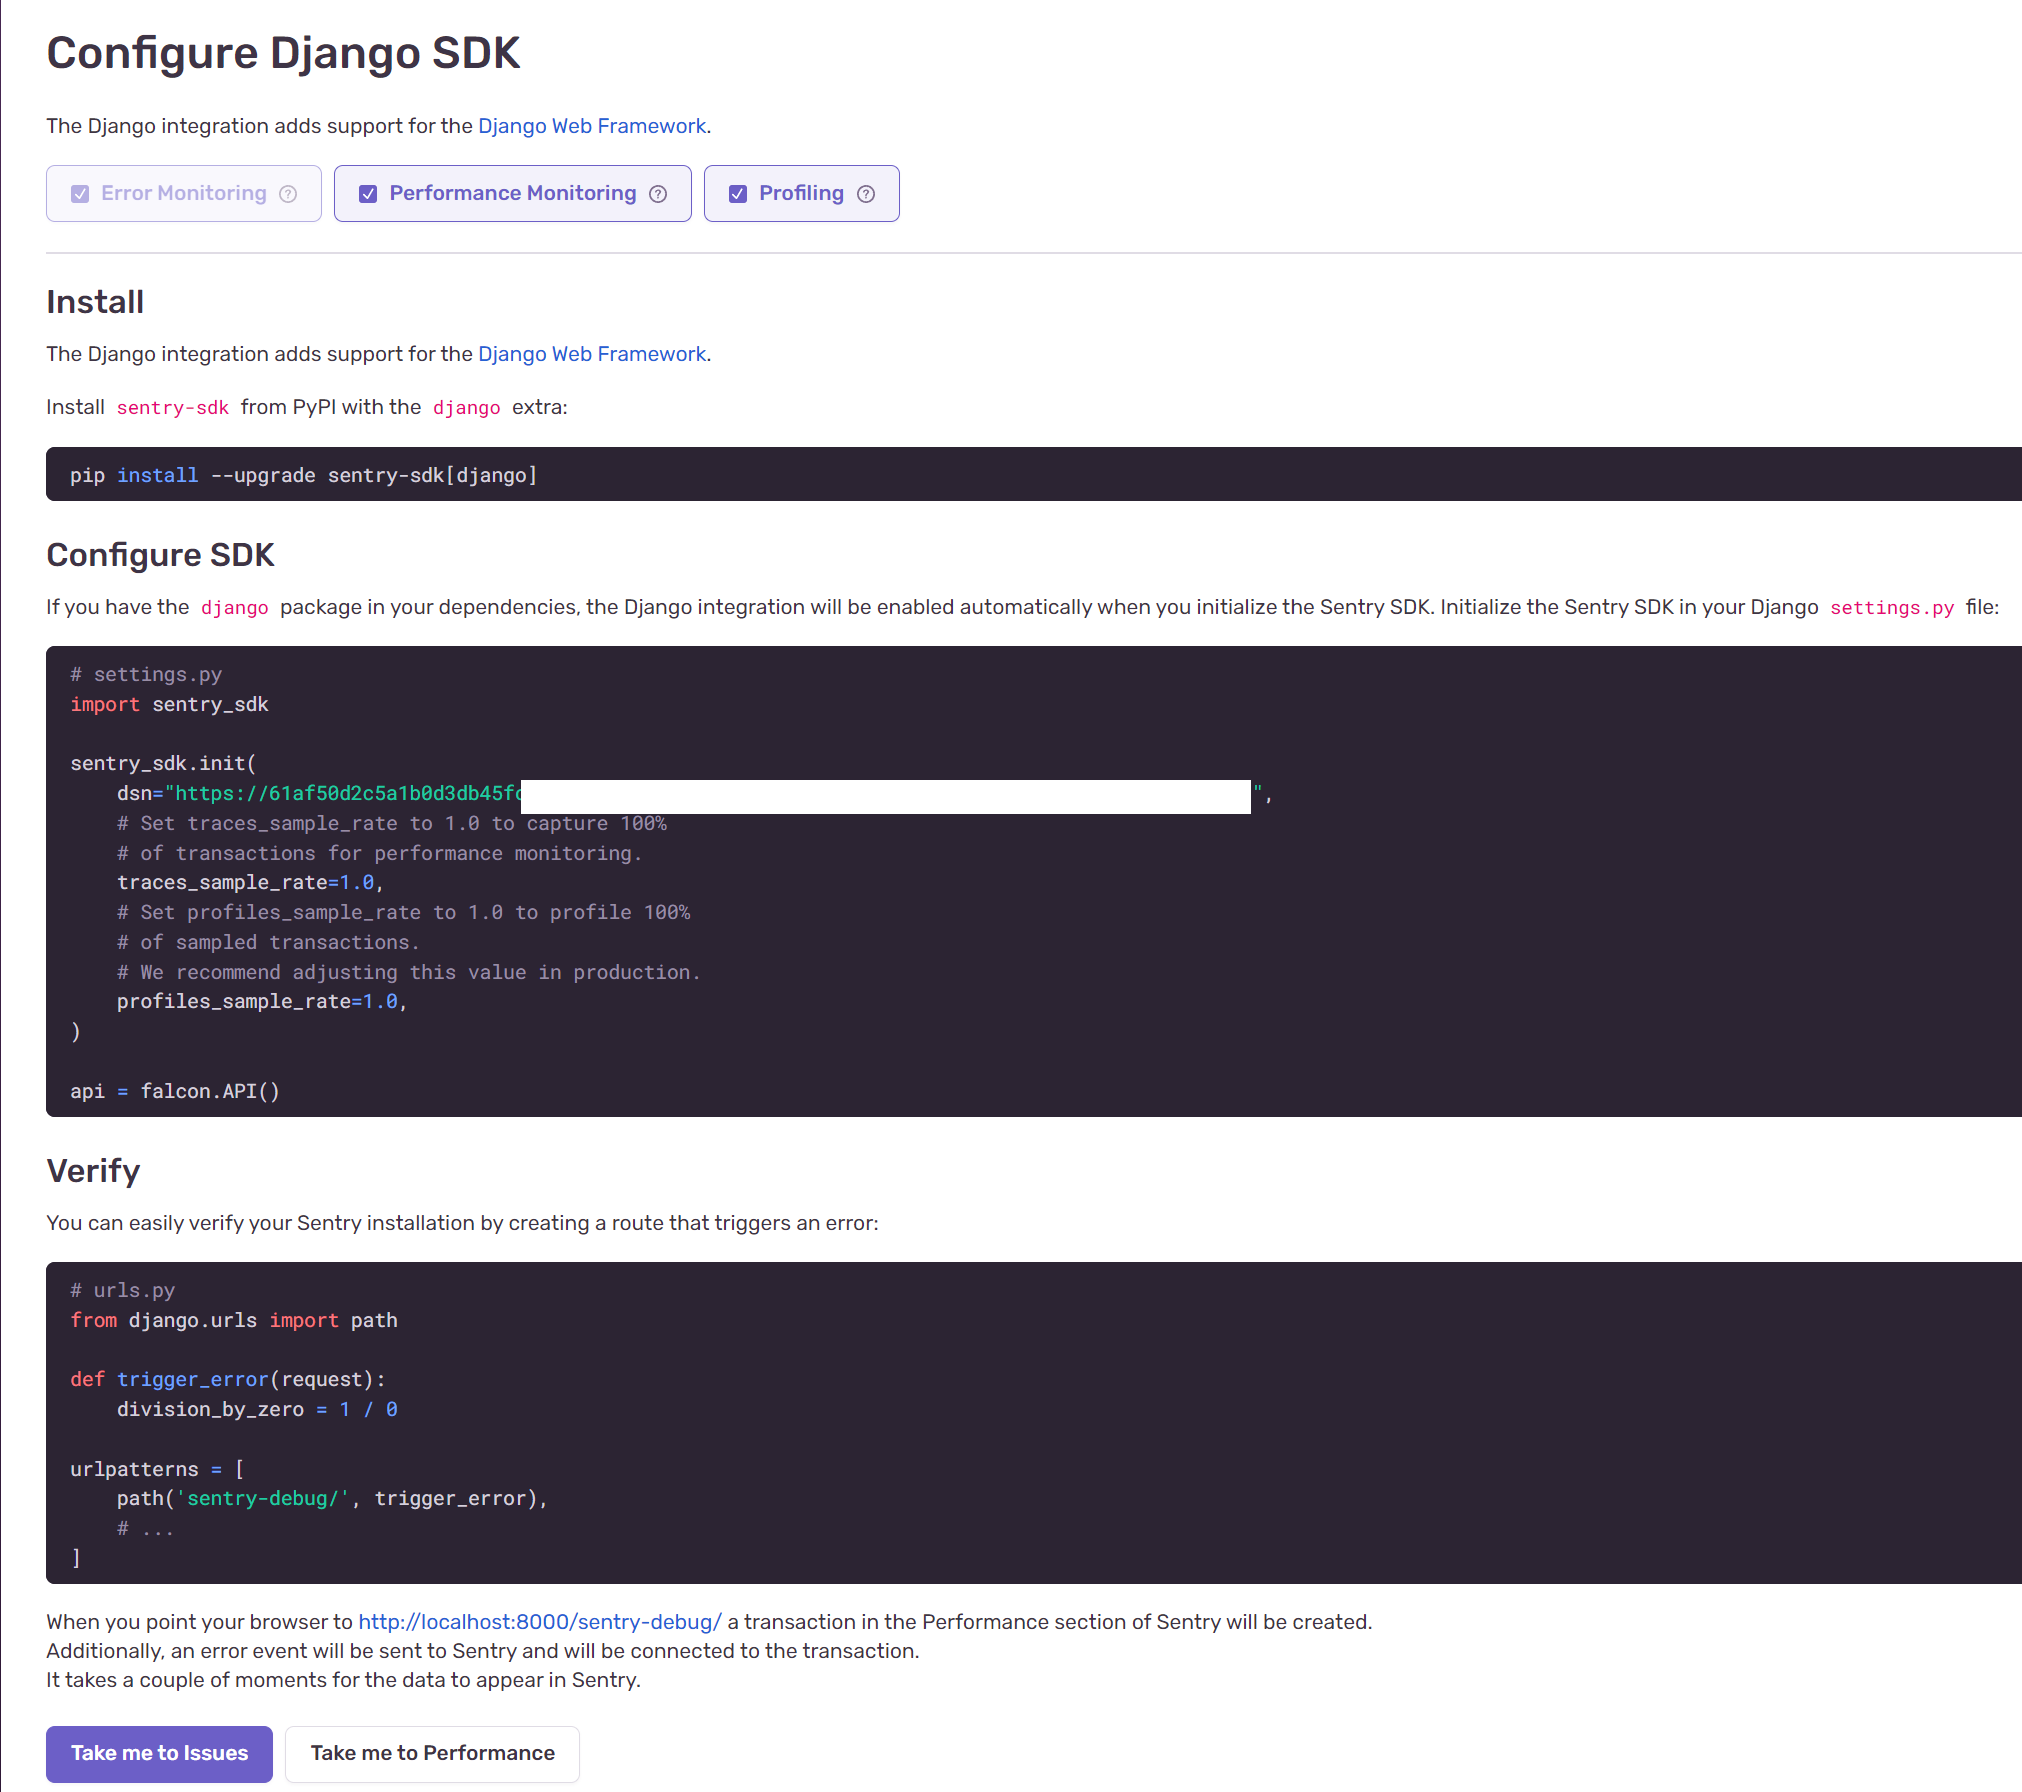 Configure Django SDK
The Django integration adds support for the Django Web Framework.
Error Monitoring ?
Performance Monitoring ?
Profiling ?
Install
The Django integration adds support for the Django Web Framework.
Install sentry-sdk from PyPI with the django extra:
pip install --upgrade sentry-sdk[django]
Configure SDK
If you have the django package in your dependencies, the Django integration will be enabled automatically when you initialize the Sentry SDK. Initialize the Sentry SDK in your Django settings.py file:
# settings.py
import sentry_sdk
sentry_sdk.init(
    dsn="https://61af50d2c5a1b0d3db45f ",
    # Set traces_sample_rate to 1.0 to capture 100%
    # of transactions for performance monitoring.
    traces_sample_rate=1.0,
    # Set profiles_sample_rate to 1.0 to profile 100%
    # of sampled transactions.
    # We recommend adjusting this value in production.
    profiles_sample_rate=1.0,
)
api = falcon.API()
Verify
You can easily verify your Sentry installation by creating a route that triggers an error:
# urls.py
from django.urls import path
def trigger_error(request):
    division_by_zero = 1 / 0
urlpatterns = [
    path('sentry-debug/', trigger_error),
    # ...
]
When you point your browser to http://localhost:8000/sentry-debug/ a transaction in the Performance section of Sentry will be created.
Additionally, an error event will be sent to Sentry and will be connected to the transaction.
It takes a couple of moments for the data to appear in Sentry.
Take me to Issues
Take me to Performance